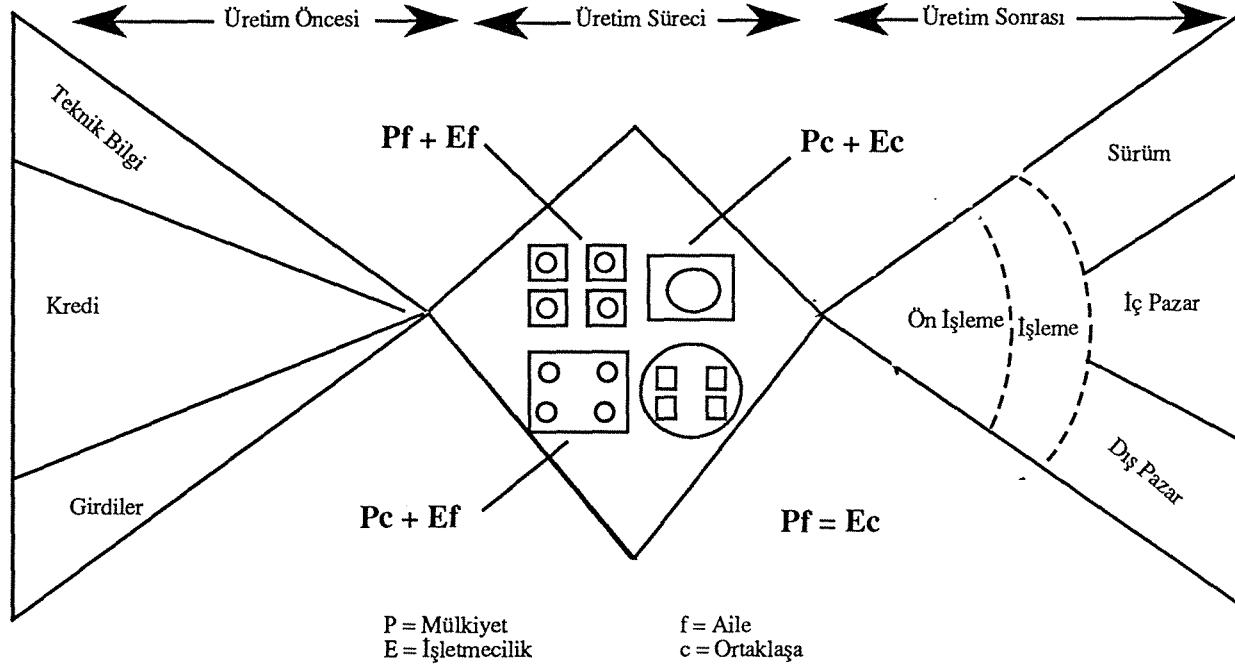 Üretim Öncesi
Üretim Süreci
Üretim Sonrası
Teknik Bilgi
Kredi
Girdiler
Pf + Ef
Pc + Ec
Pc + Ef
Pf = Ec
Ön İşleme
İşleme
Sürüm
İç Pazar
Dış Pazar
P = Mülkiyet
E = İşletmecilik
f = Aile
c = Ortaklaşa